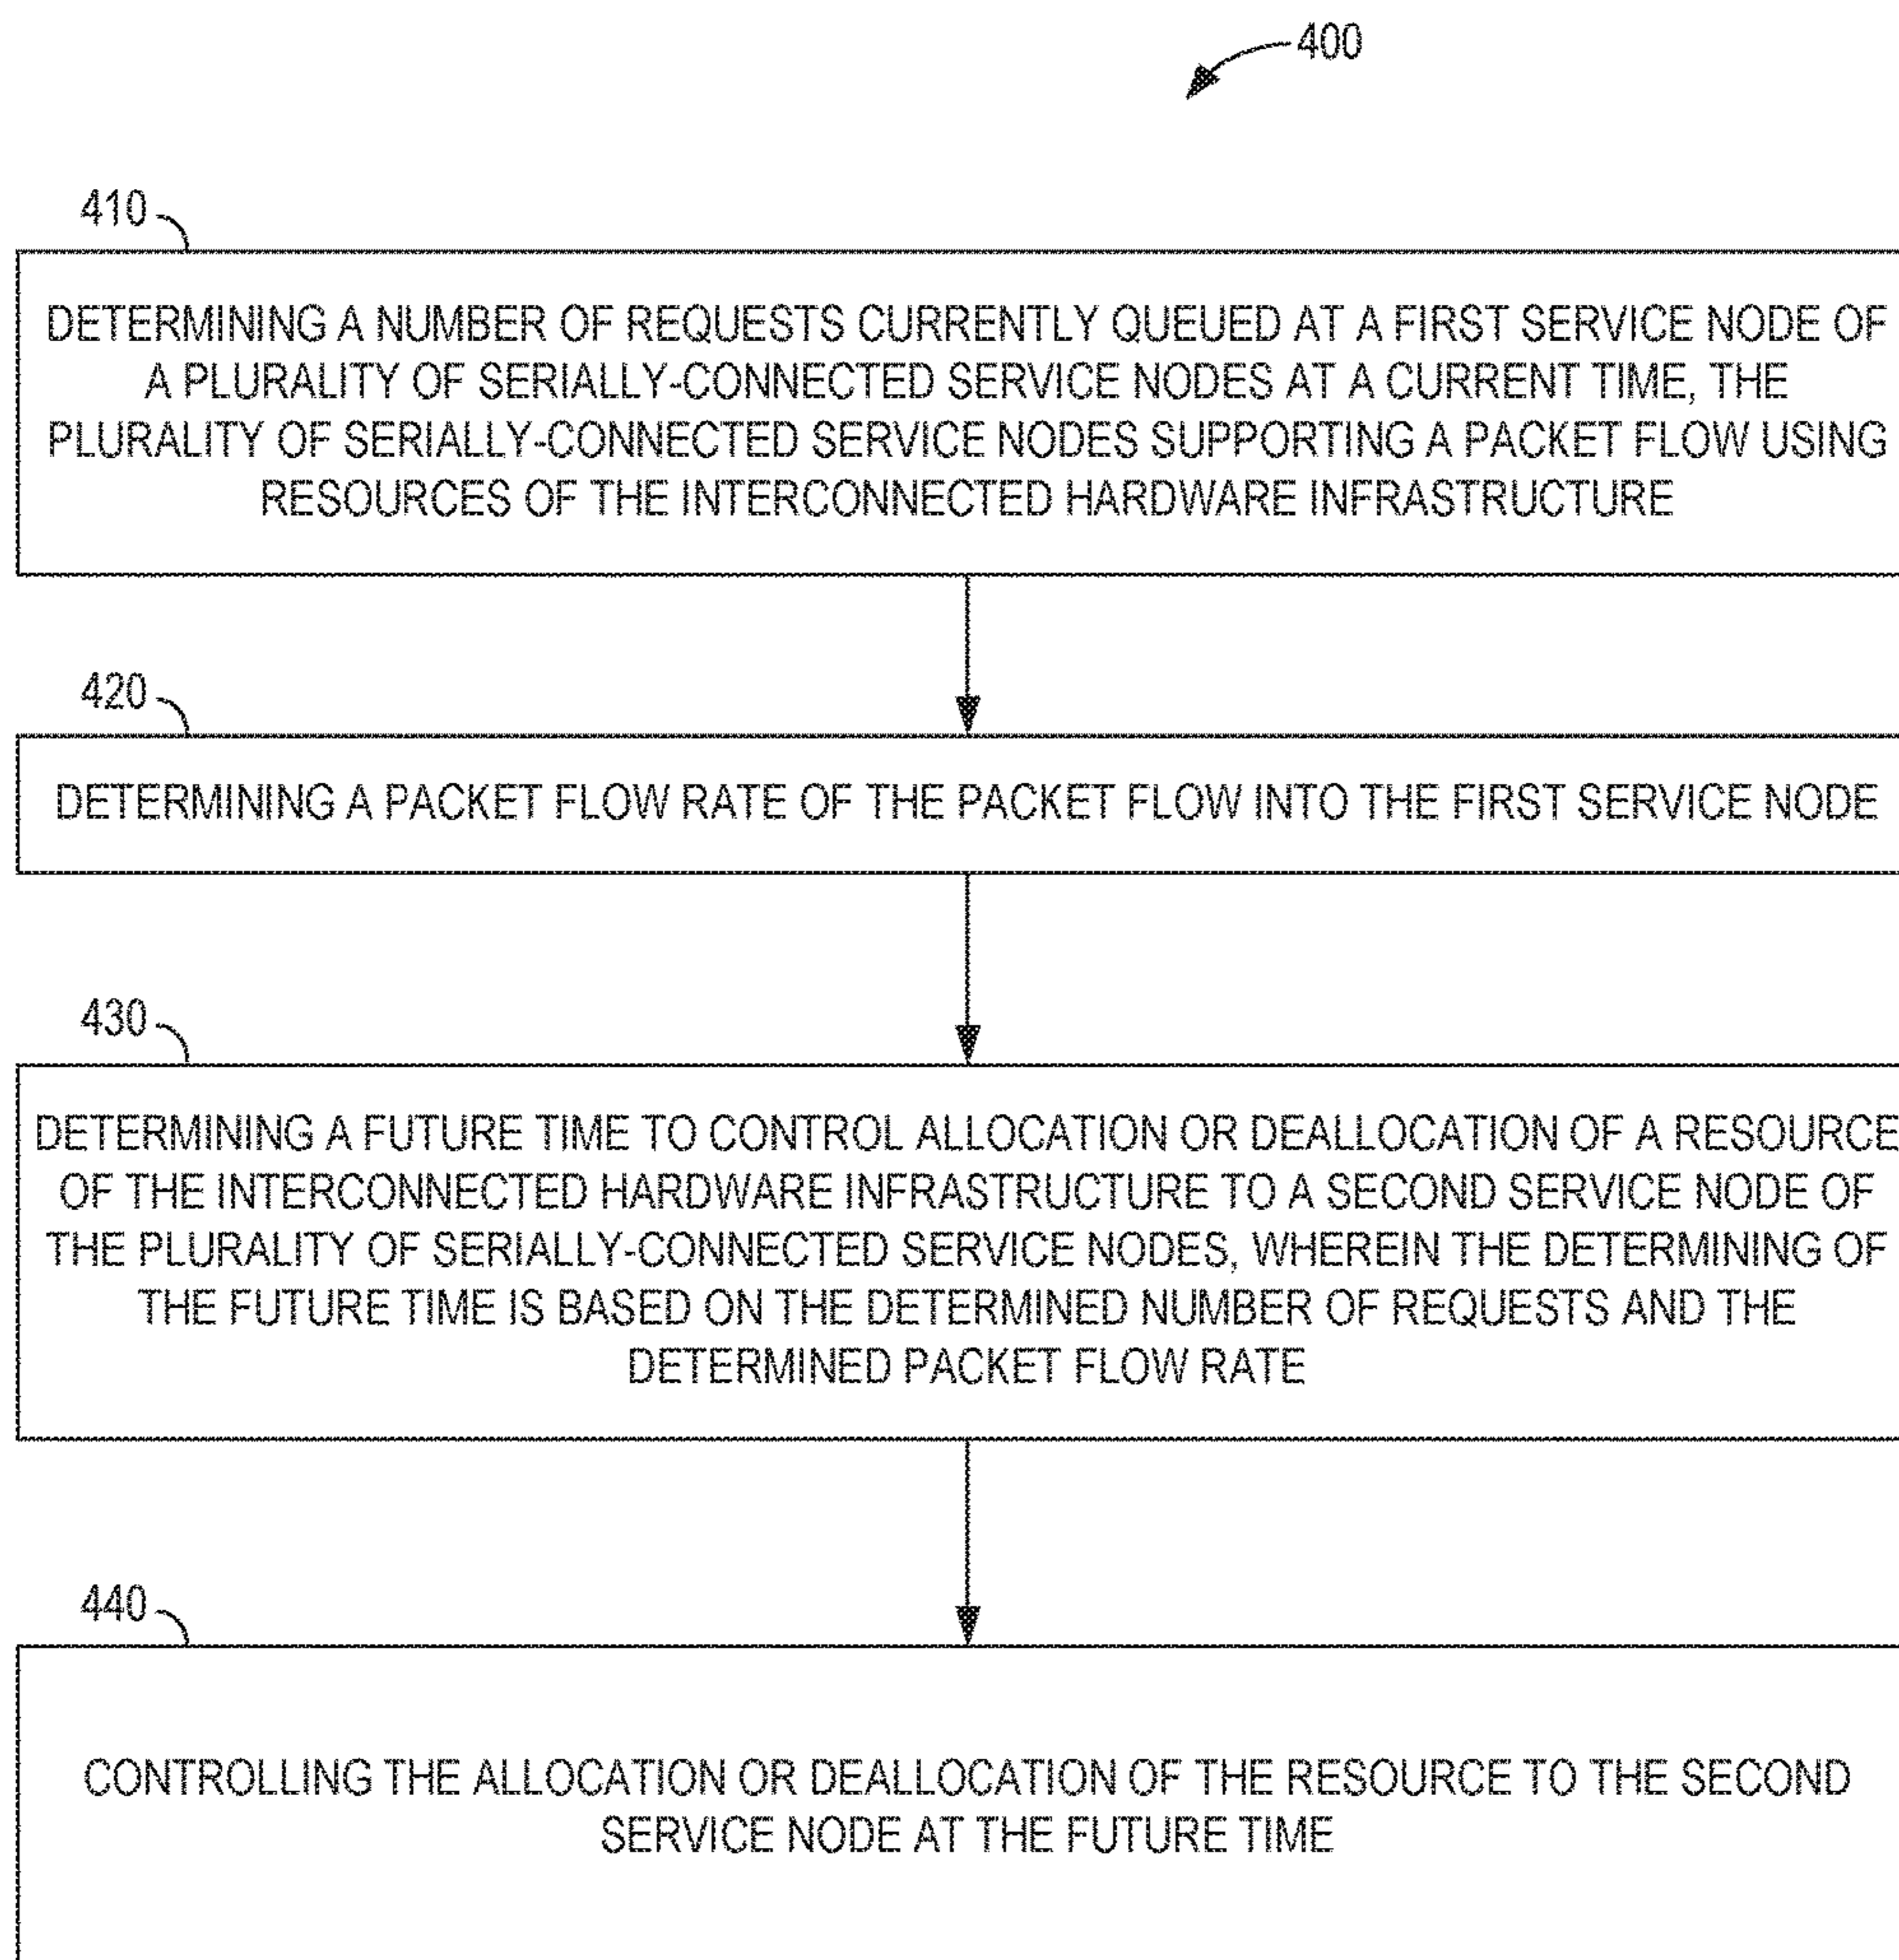 400
410
DETERMINING A NUMBER OF REQUESTS CURRENTLY QUEUED AT A FIRST SERVICE NODE OF
A PLURALITY OF SERIALLY-CONNECTED SERVICE NODES AT A CURRENT TIME, THE
PLURALITY OF SERIALLY-CONNECTED SERVICE NODES SUPPORTING A PACKET FLOW USING
RESOURCES OF THE INTERCONNECTED HARDWARE INFRASTRUCTURE
420
DETERMINING A PACKET FLOW RATE OF THE PACKET FLOW INTO THE FIRST SERVICE NODE
430
DETERMINING A FUTURE TIME TO CONTROL ALLOCATION OR DEALLOCATION OF A RESOURCE
OF THE INTERCONNECTED HARDWARE INFRASTRUCTURE TO A SECOND SERVICE NODE OF
THE PLURALITY OF SERIALLY-CONNECTED SERVICE NODES, WHEREIN THE DETERMINING OF
THE FUTURE TIME IS BASED ON THE DETERMINED NUMBER OF REQUESTS AND THE
DETERMINED PACKET FLOW RATE
440
CONTROLLING THE ALLOCATION OR DEALLOCATION OF THE RESOURCE TO THE SECOND
SERVICE NODE AT THE FUTURE TIME